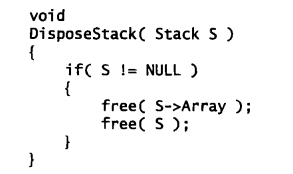 void
DisposeStack( Stack S )
{
    if( S != NULL )
    {
        free( S->Array );
        free( S );
    }
}